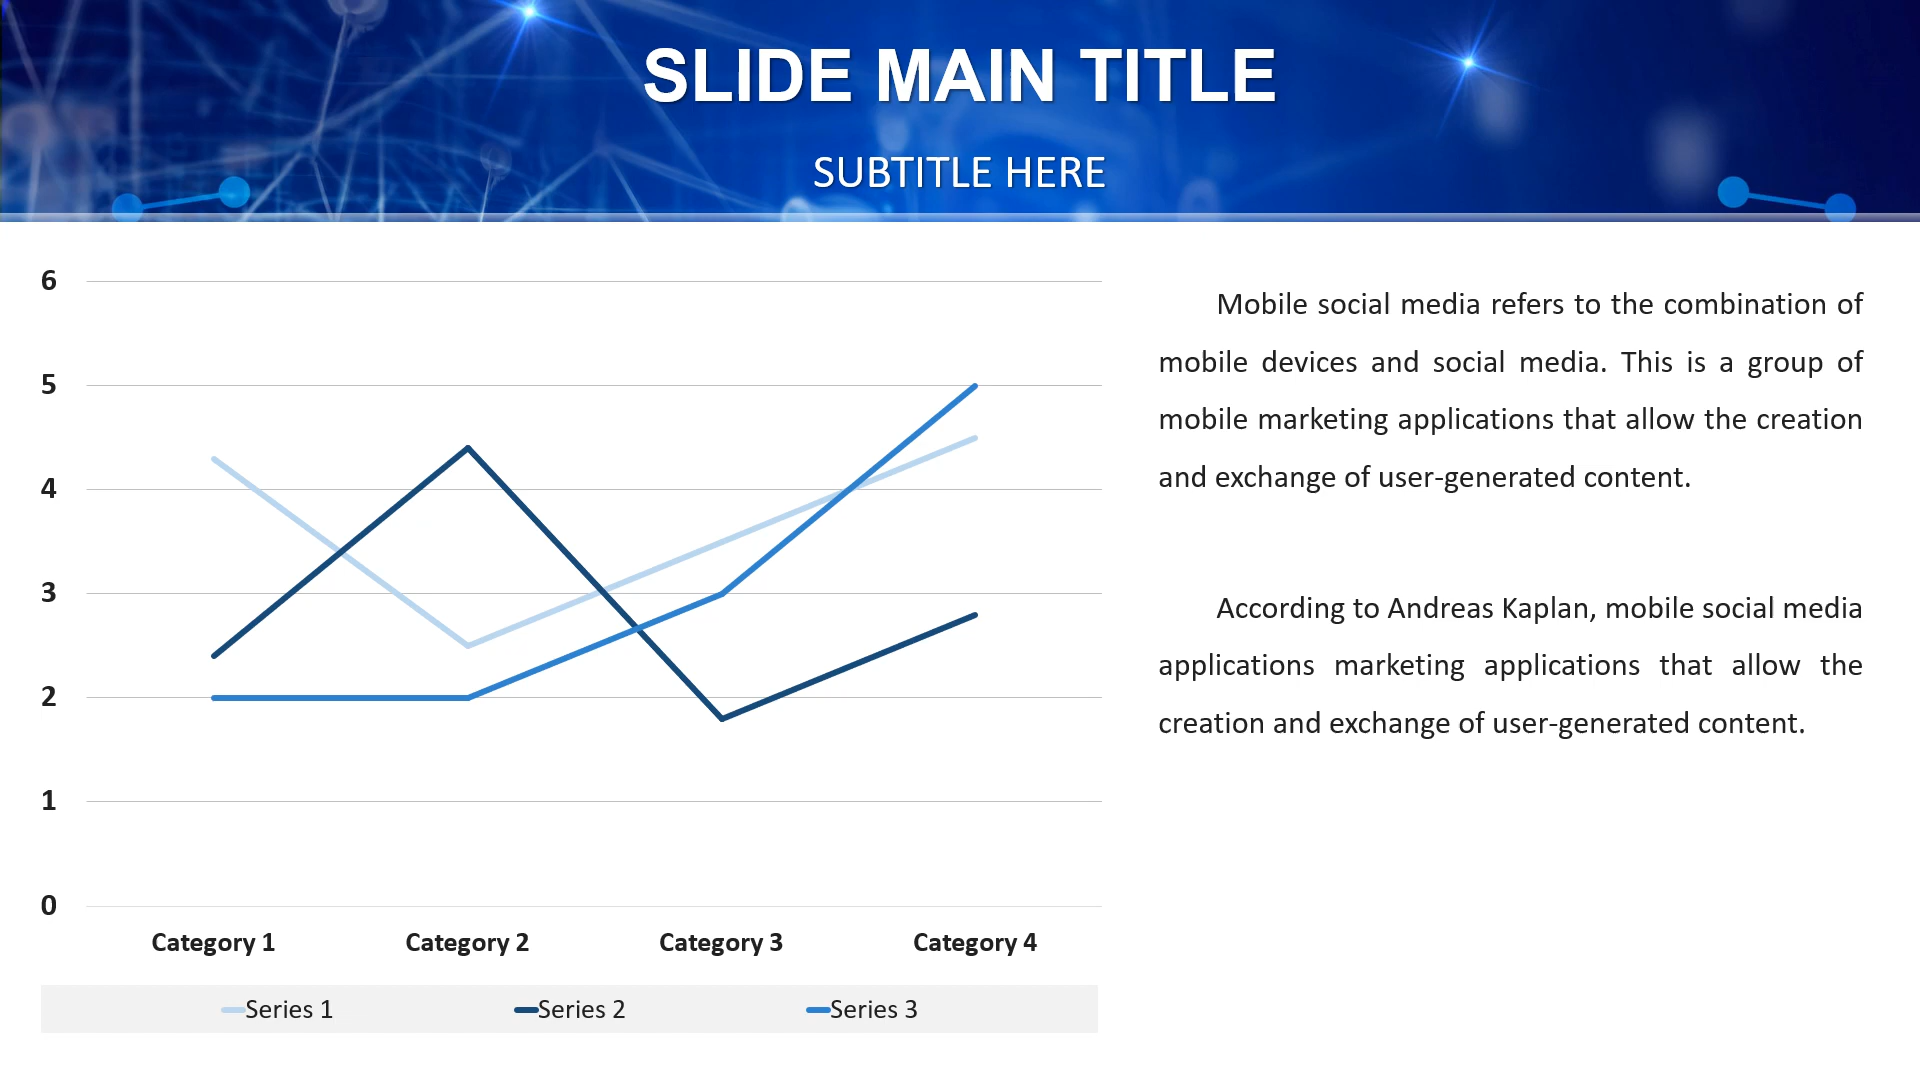 SLIDE MAIN TITLE
SUBTITLE HERE
6
5
4
3
2
1
0
Category 1 Category 2 Category 3 Category 4
Series 1 Series 2 Series 3
Mobile social media refers to the combination of
mobile devices and social media. This is a group of
mobile marketing applications that allow the creation
and exchange of user-generated content.
According to Andreas Kaplan, mobile social media
applications marketing applications that allow the
creation and exchange of user-generated content.